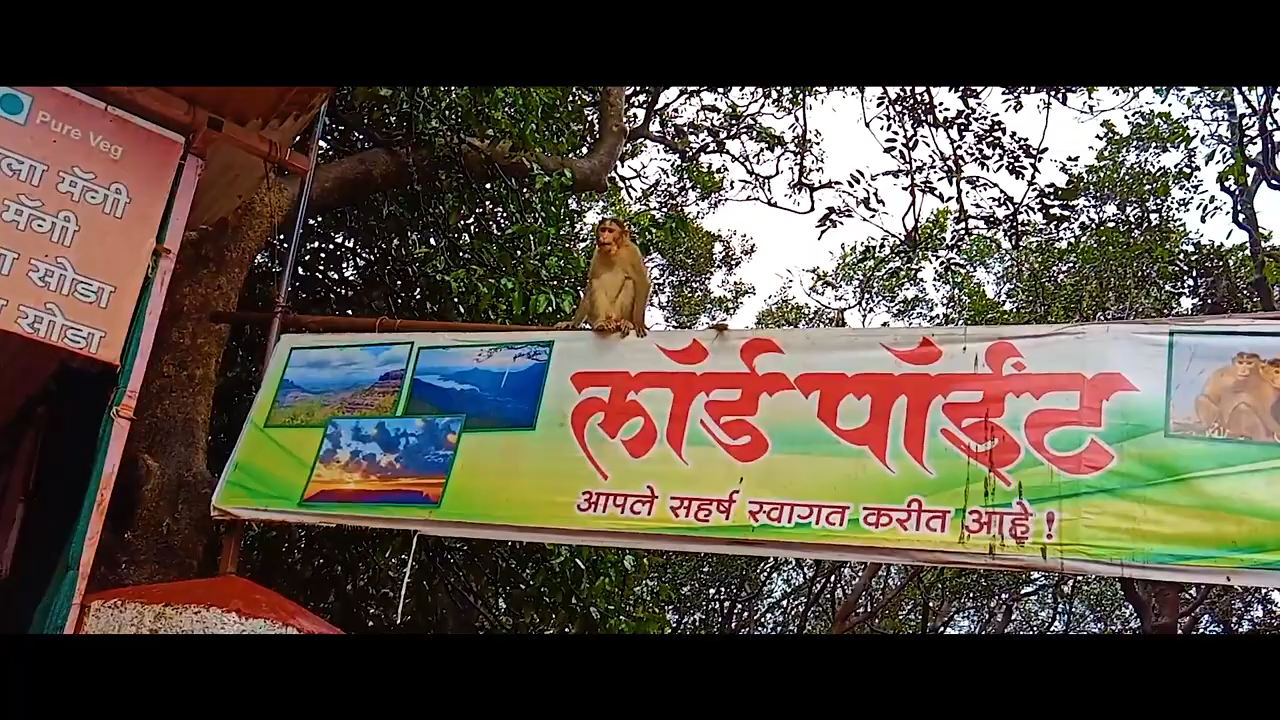 Pure Veg
मॅगी
मॅगी
सोडा
सोडा
लॉर्ड पॉईंट
आपले सहर्ष स्वागत करीत आहे !